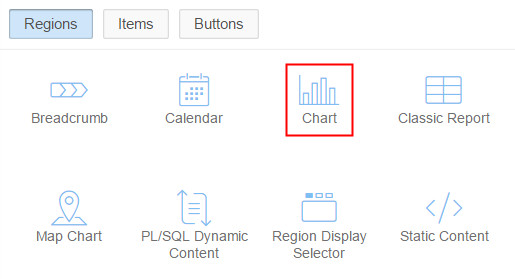 Regions Items Buttons
Breadcrumb Calendar Chart Classic Report
Map Chart PL/SQL Dynamic Content Region Display Selector Static Content